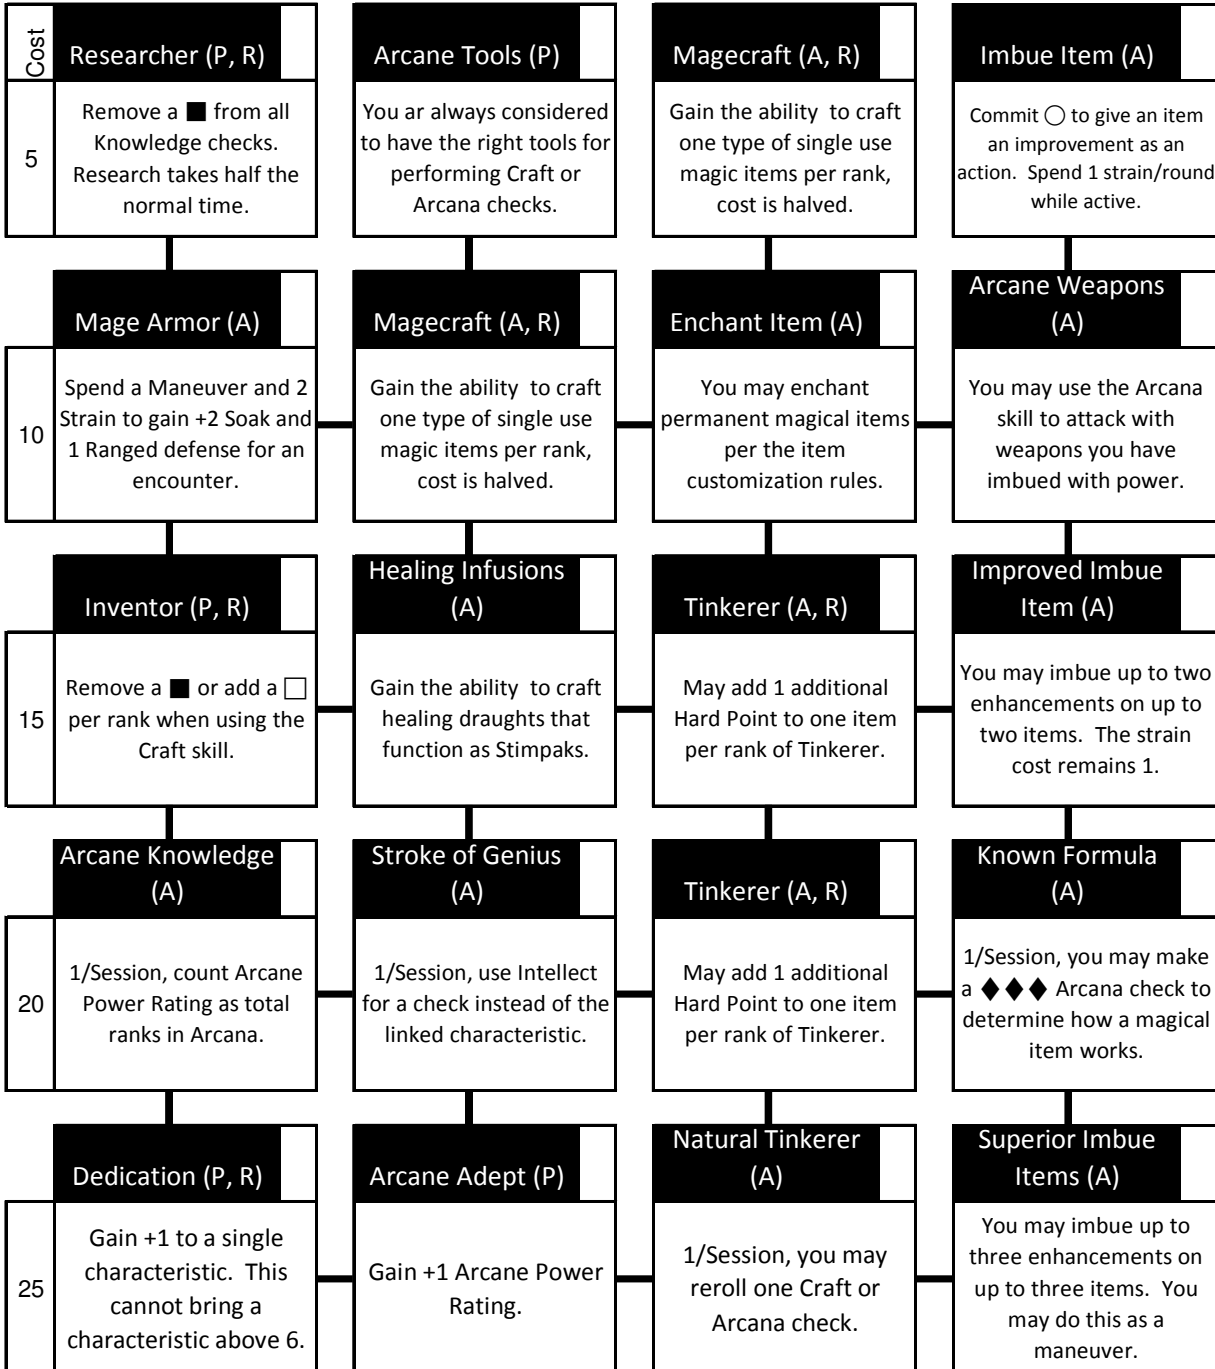 Cost
Researcher (P, R)
Arcane Tools (P)
Magecraft (A, R)
Imbue Item (A)
5
Remove a ■ from all
Knowledge checks.
Research takes half the
normal time.
You ar always considered
to have the right tools for
performing Craft or
Arcana checks.
Gain the ability to craft
one type of single use
magic items per rank,
cost is halved.
Commit ○ to give an item
an improvement as an
action. Spend 1 strain/round
while active.
Mage Armor (A)
Magecraft (A, R)
Enchant Item (A)
Arcane Weapons
(A)
10
Spend a Maneuver and 2
Strain to gain +2 Soak and
1 Ranged defense for an
encounter.
Gain the ability to craft
one type of single use
magic items per rank,
cost is halved.
You may enchant
permanent magical items
per the item
customization rules.
You may use the Arcana
skill to attack with
weapons you have
imbued with power.
Inventor (P, R)
Healing Infusions
(A)
Tinkerer (A, R)
Improved Imbue
Item (A)
15
Remove a ■ or add a □
per rank when using the
Craft skill.
Gain the ability to craft
healing draughts that
function as Stimpaks.
May add 1 additional
Hard Point to one item
per rank of Tinkerer.
You may imbue up to two
enhancements on up to
two items. The strain
cost remains 1.
Arcane Knowledge
(A)
Stroke of Genius
(A)
Tinkerer (A, R)
Known Formula
(A)
20
1/Session, count Arcane
Power Rating as total
ranks in Arcana.
1/Session, use Intellect
for a check instead of the
linked characteristic.
May add 1 additional
Hard Point to one item
per rank of Tinkerer.
1/Session, you may make
a ◆◆◆ Arcana check to
determine how a magical
item works.
Dedication (P, R)
Arcane Adept (P)
Natural Tinkerer
(A)
Superior Imbue
Items (A)
25
Gain +1 to a single
characteristic. This
cannot bring a
characteristic above 6.
Gain +1 Arcane Power
Rating.
1/Session, you may
reroll one Craft or
Arcana check.
You may imbue up to
three enhancements on
up to three items. You
may do this as a
maneuver.